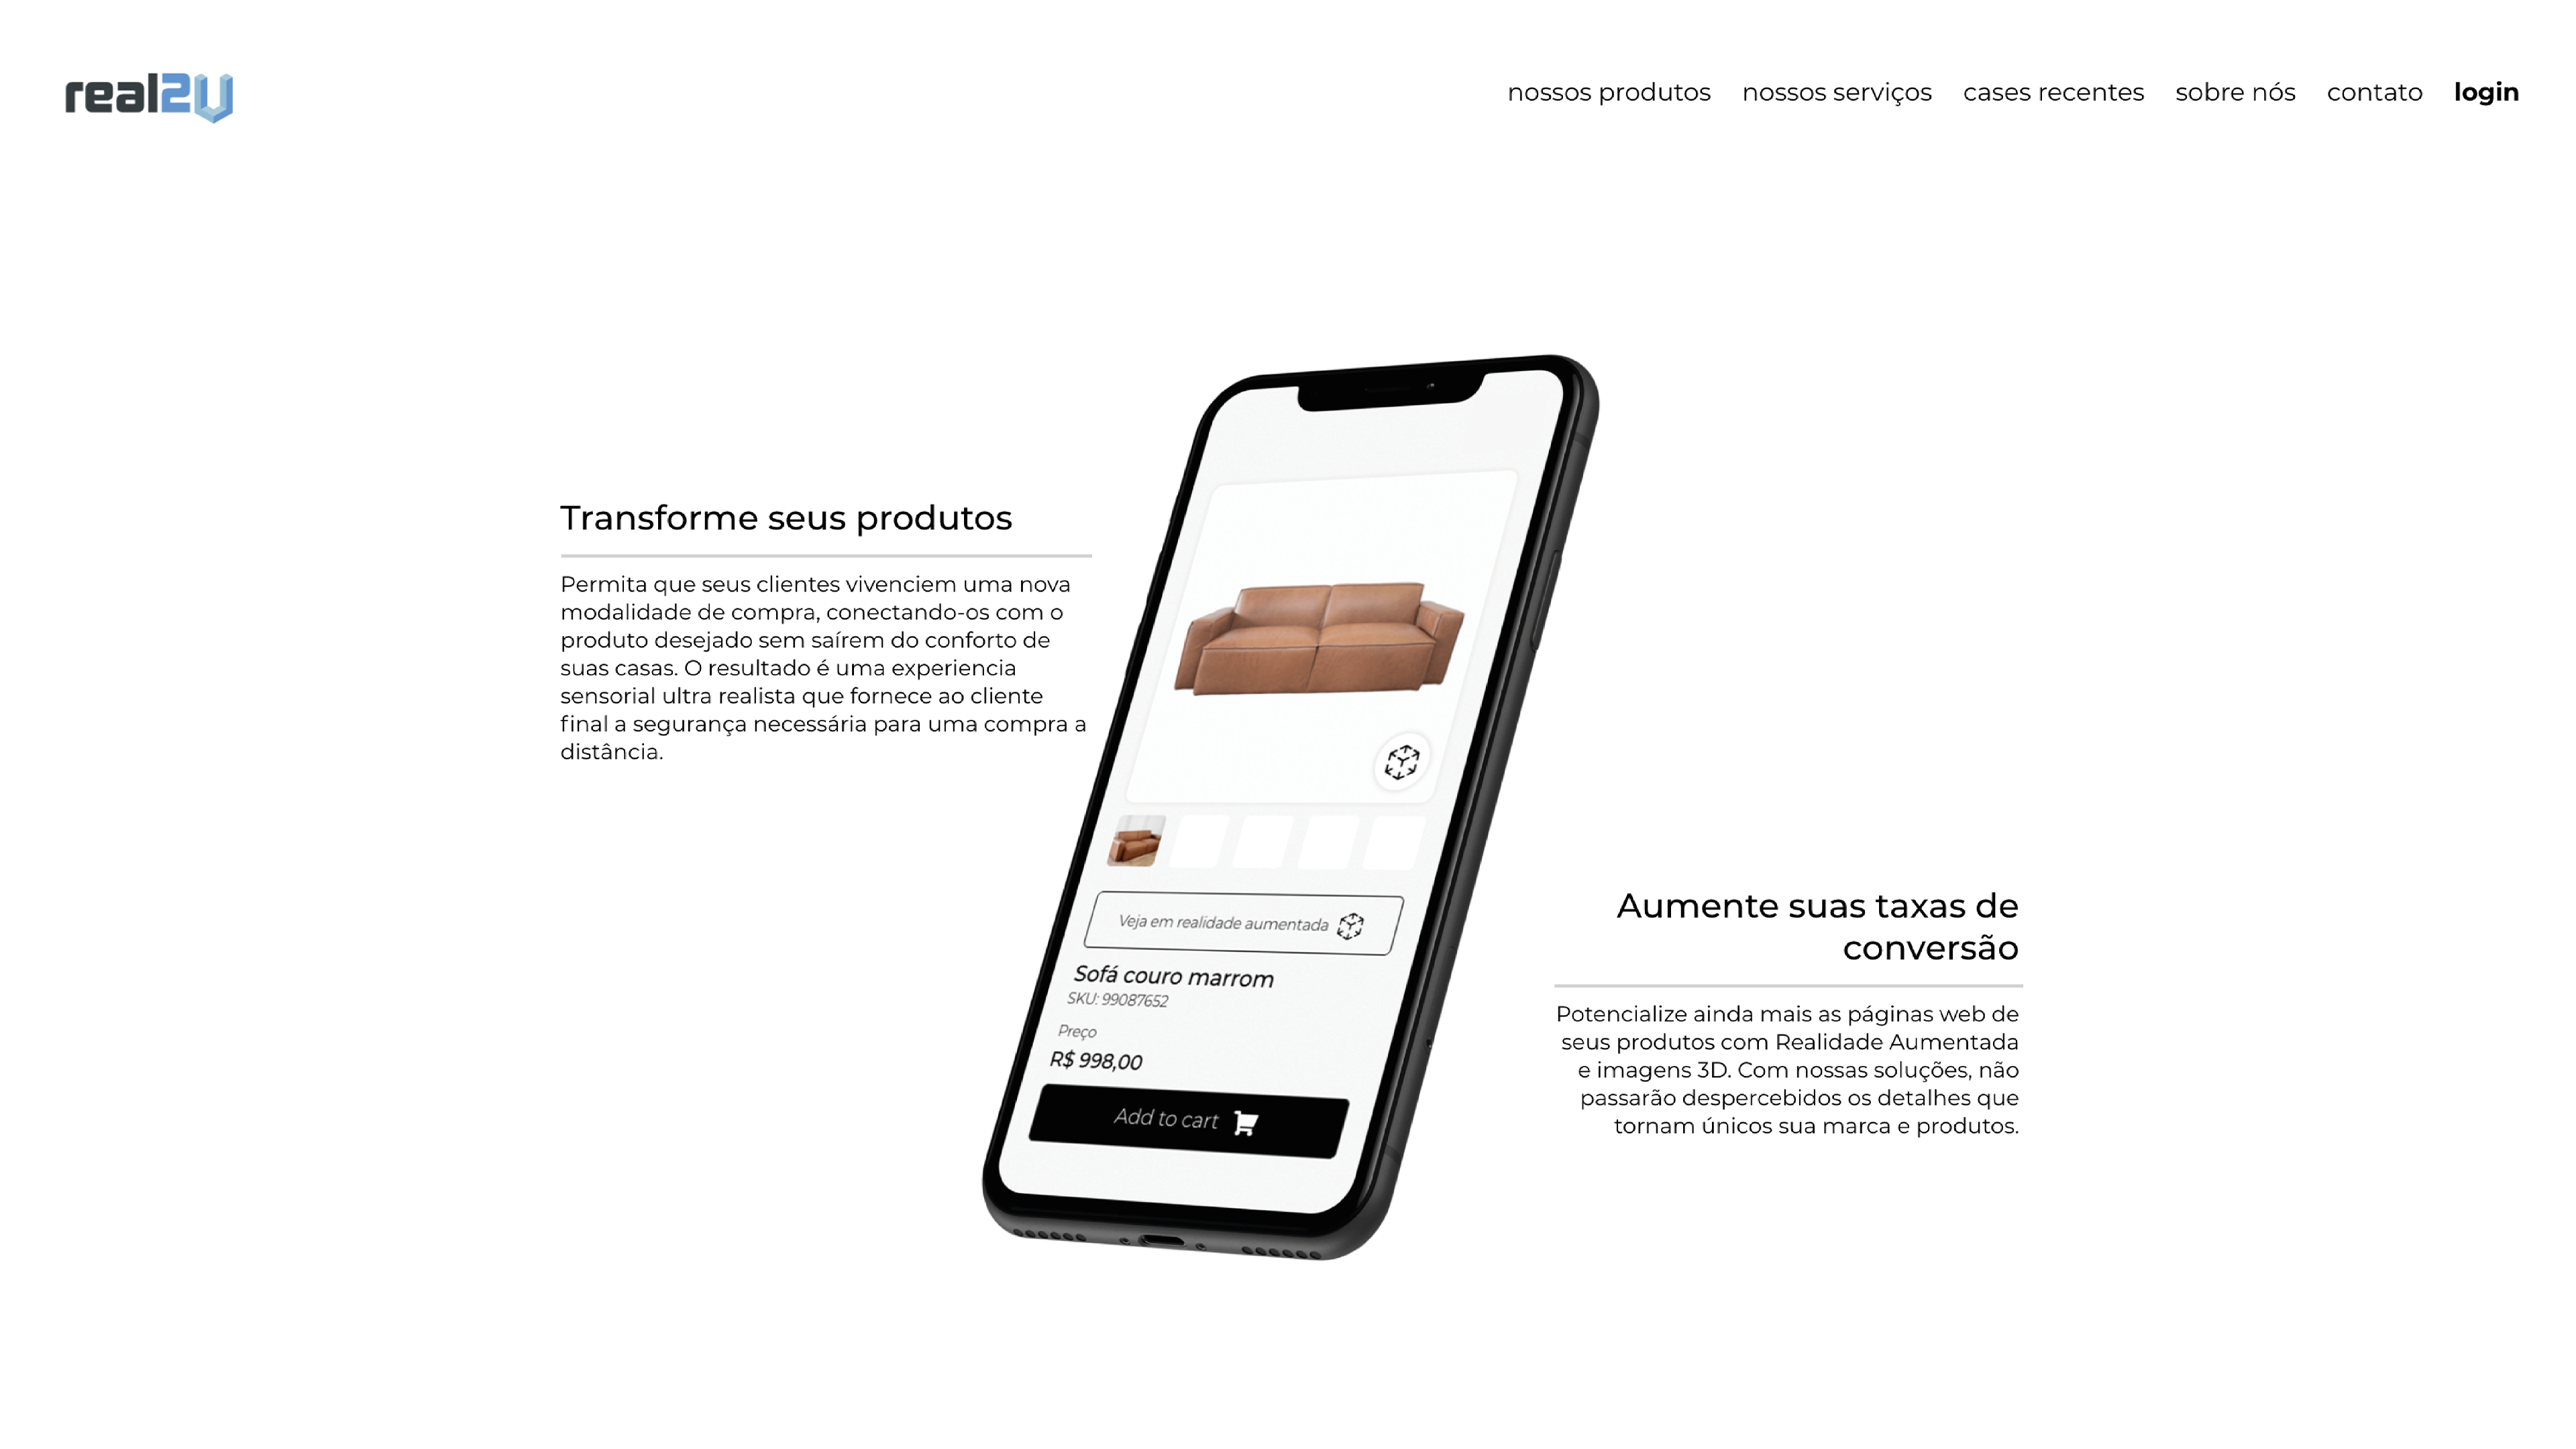 real2U
nossos produtos nossos serviços cases recentes sobre nós contato login
Transforme seus produtos
Permita que seus clientes vivenciem uma nova
modalidade de compra, conectando-os com o
produto desejado sem saírem do conforto de
suas casas. O resultado é uma experiencia
sensorial ultra realista que fornece ao cliente
final a segurança necessária para uma compra a
distância.
Veja em realidade aumentada
Sofá couro marrom
SKU: 99087652
Preço
R$ 998,00
Add to cart
Aumente suas taxas de
conversão
Potencialize ainda mais as páginas web de
seus produtos com Realidade Aumentada
e imagens 3D. Com nossas soluções, não
passarão despercebidos os detalhes que
tornam únicos sua marca e produtos.